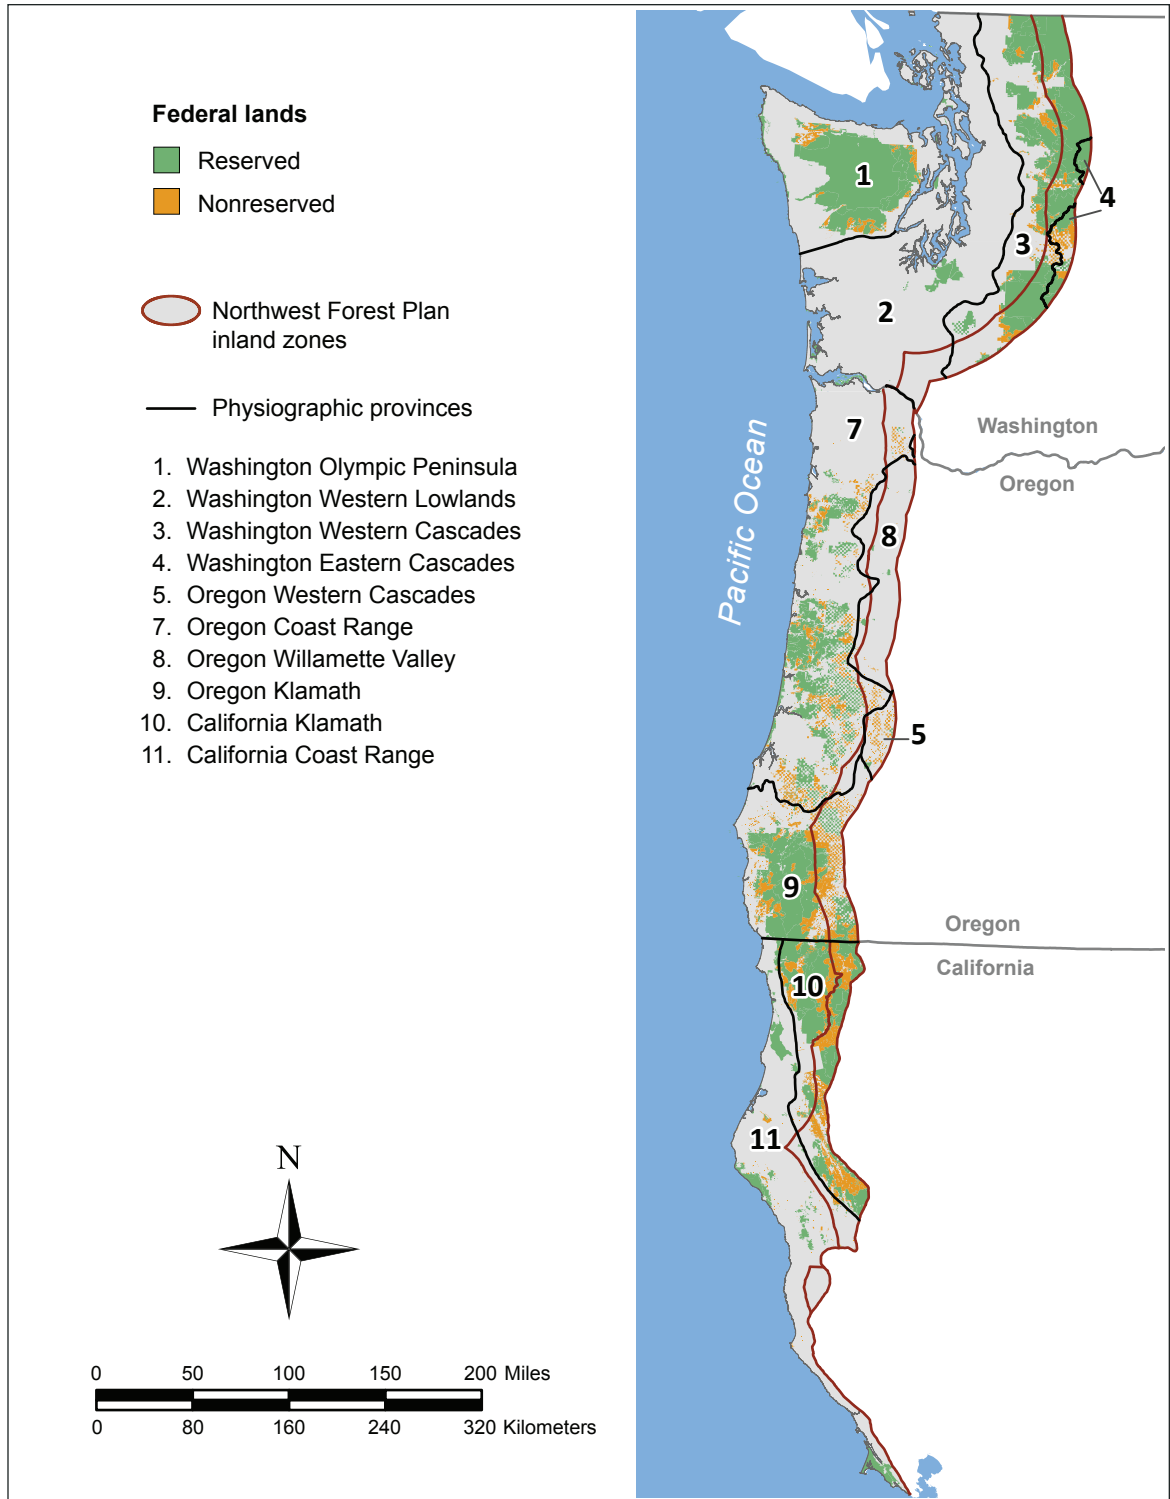 Federal lands
Reserved
Nonreserved
Northwest Forest Plan
inland zones
Physiographic provinces
1. Washington Olympic Peninsula
2. Washington Western Lowlands
3. Washington Western Cascades
4. Washington Eastern Cascades
5. Oregon Western Cascades
7. Oregon Coast Range
8. Oregon Willamette Valley
9. Oregon Klamath
10. California Klamath
11. California Coast Range
N
0 50 100 150 200 Miles
0 80 160 240 320 Kilometers
1
4
3
2
7
Washington
Oregon
8
Pacific Ocean
5
9
Oregon
California
10
11